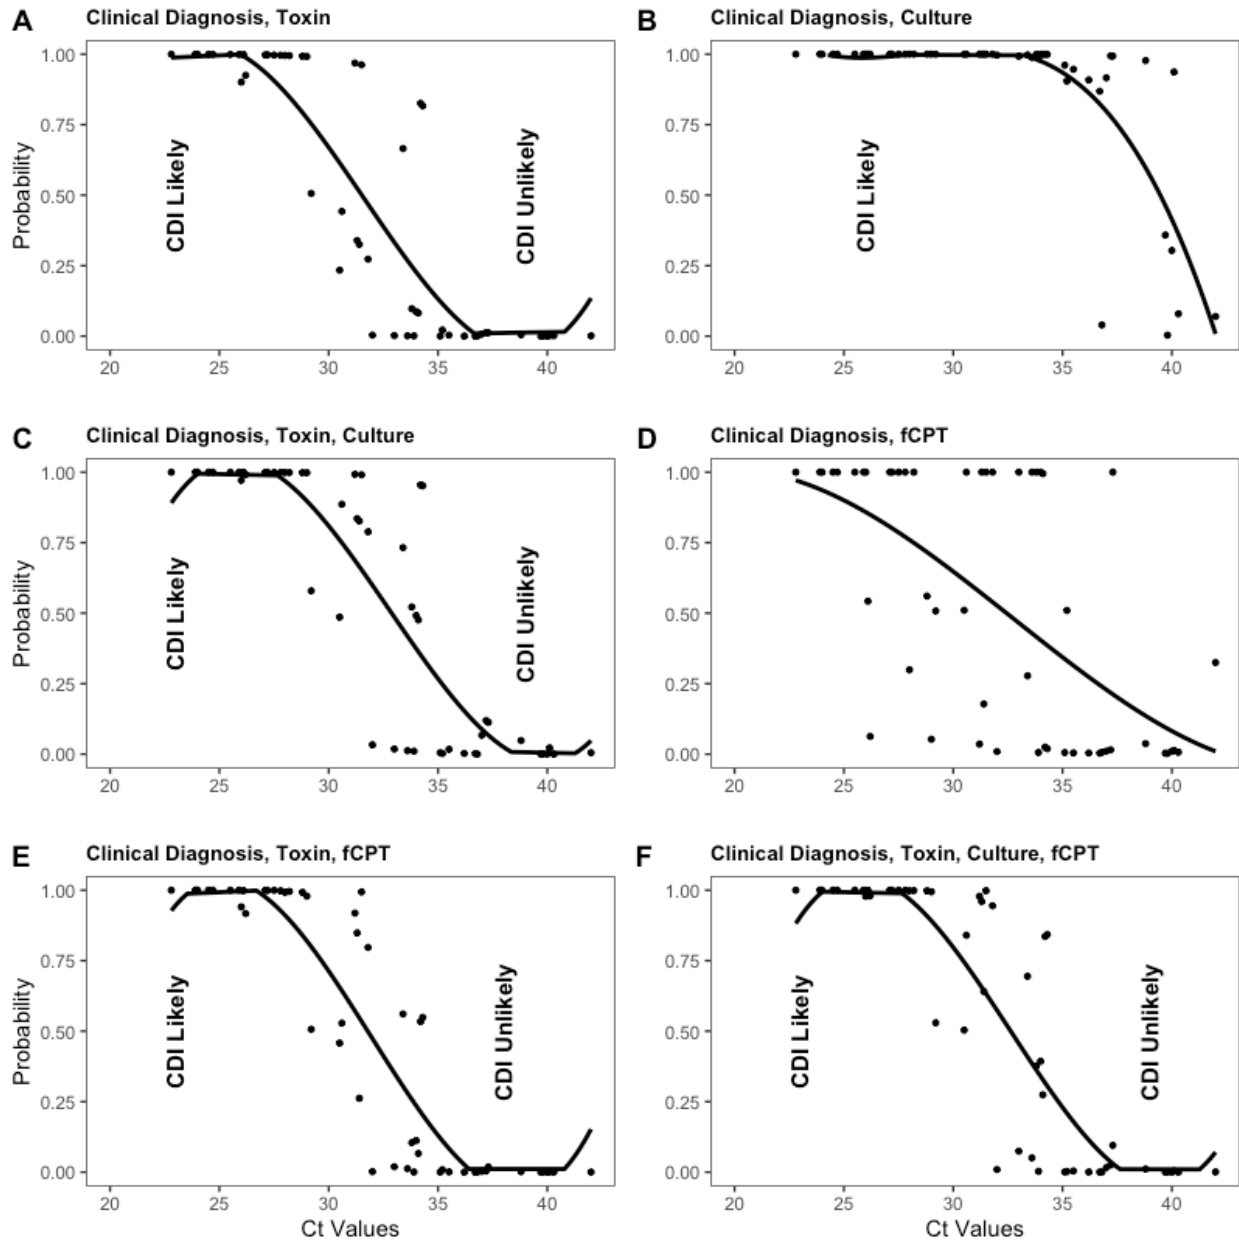 A Clinical Diagnosis, Toxin
B Clinical Diagnosis, Culture
Probability
1.00
0.75
0.50
0.25
0.00
CDI Likely
CDI Unlikely
20 25 30 35 40
1.00
0.75
0.50
0.25
0.00
CDI Likely
20 25 30 35 40
C Clinical Diagnosis, Toxin, Culture
D Clinical Diagnosis, fCPT
Probability
1.00
0.75
0.50
0.25
0.00
CDI Likely
CDI Unlikely
20 25 30 35 40
1.00
0.75
0.50
0.25
0.00
20 25 30 35 40
E Clinical Diagnosis, Toxin, fCPT
F Clinical Diagnosis, Toxin, Culture, fCPT
Probability
1.00
0.75
0.50
0.25
0.00
CDI Likely
CDI Unlikely
20 25 30 35 40
Ct Values
1.00
0.75
0.50
0.25
0.00
CDI Likely
CDI Unlikely
20 25 30 35 40
Ct Values